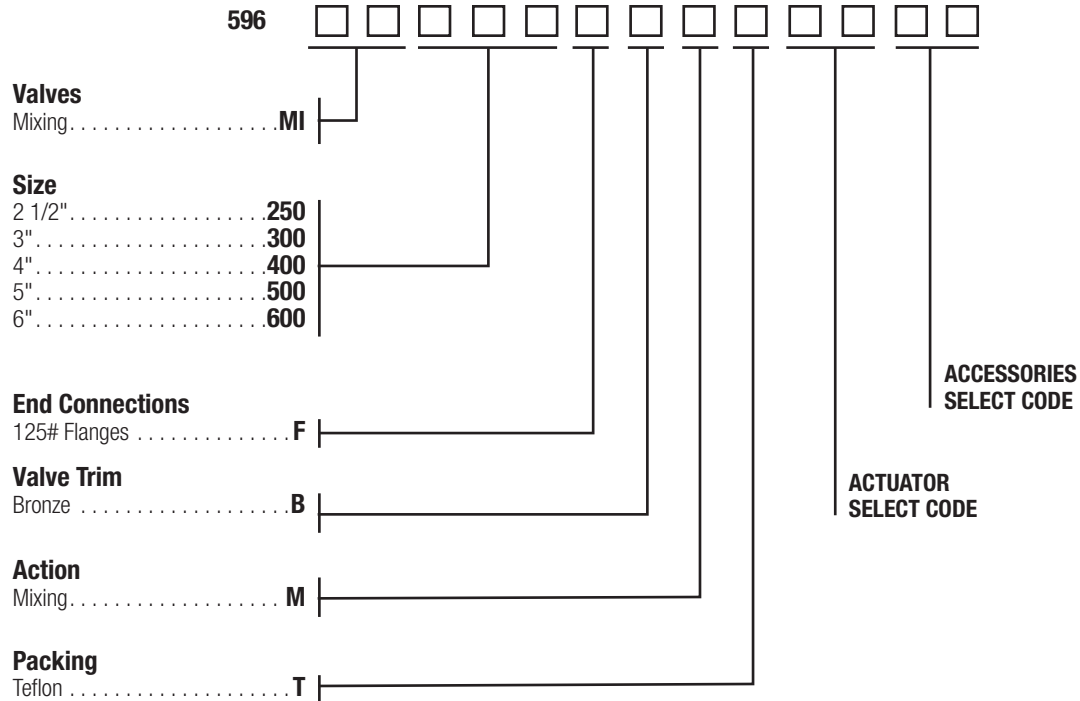 596
Valves
Mixing. . . . . . . . . . . . . . . . . . . .MI
Size
2 1/2". . . . . . . . . . . . . . . . . . .250
3". . . . . . . . . . . . . . . . . . . . . . .300
4". . . . . . . . . . . . . . . . . . . . . . .400
5". . . . . . . . . . . . . . . . . . . . . . .500
6". . . . . . . . . . . . . . . . . . . . . . .600
End Connections
125# Flanges . . . . . . . . . . . . . . F
Valve Trim
Bronze . . . . . . . . . . . . . . . . . . . .B
Action
Mixing. . . . . . . . . . . . . . . . . . . M
Packing
Teflon . . . . . . . . . . . . . . . . . . . . .T
ACTUATOR
SELECT CODE
ACCESSORIES
SELECT CODE